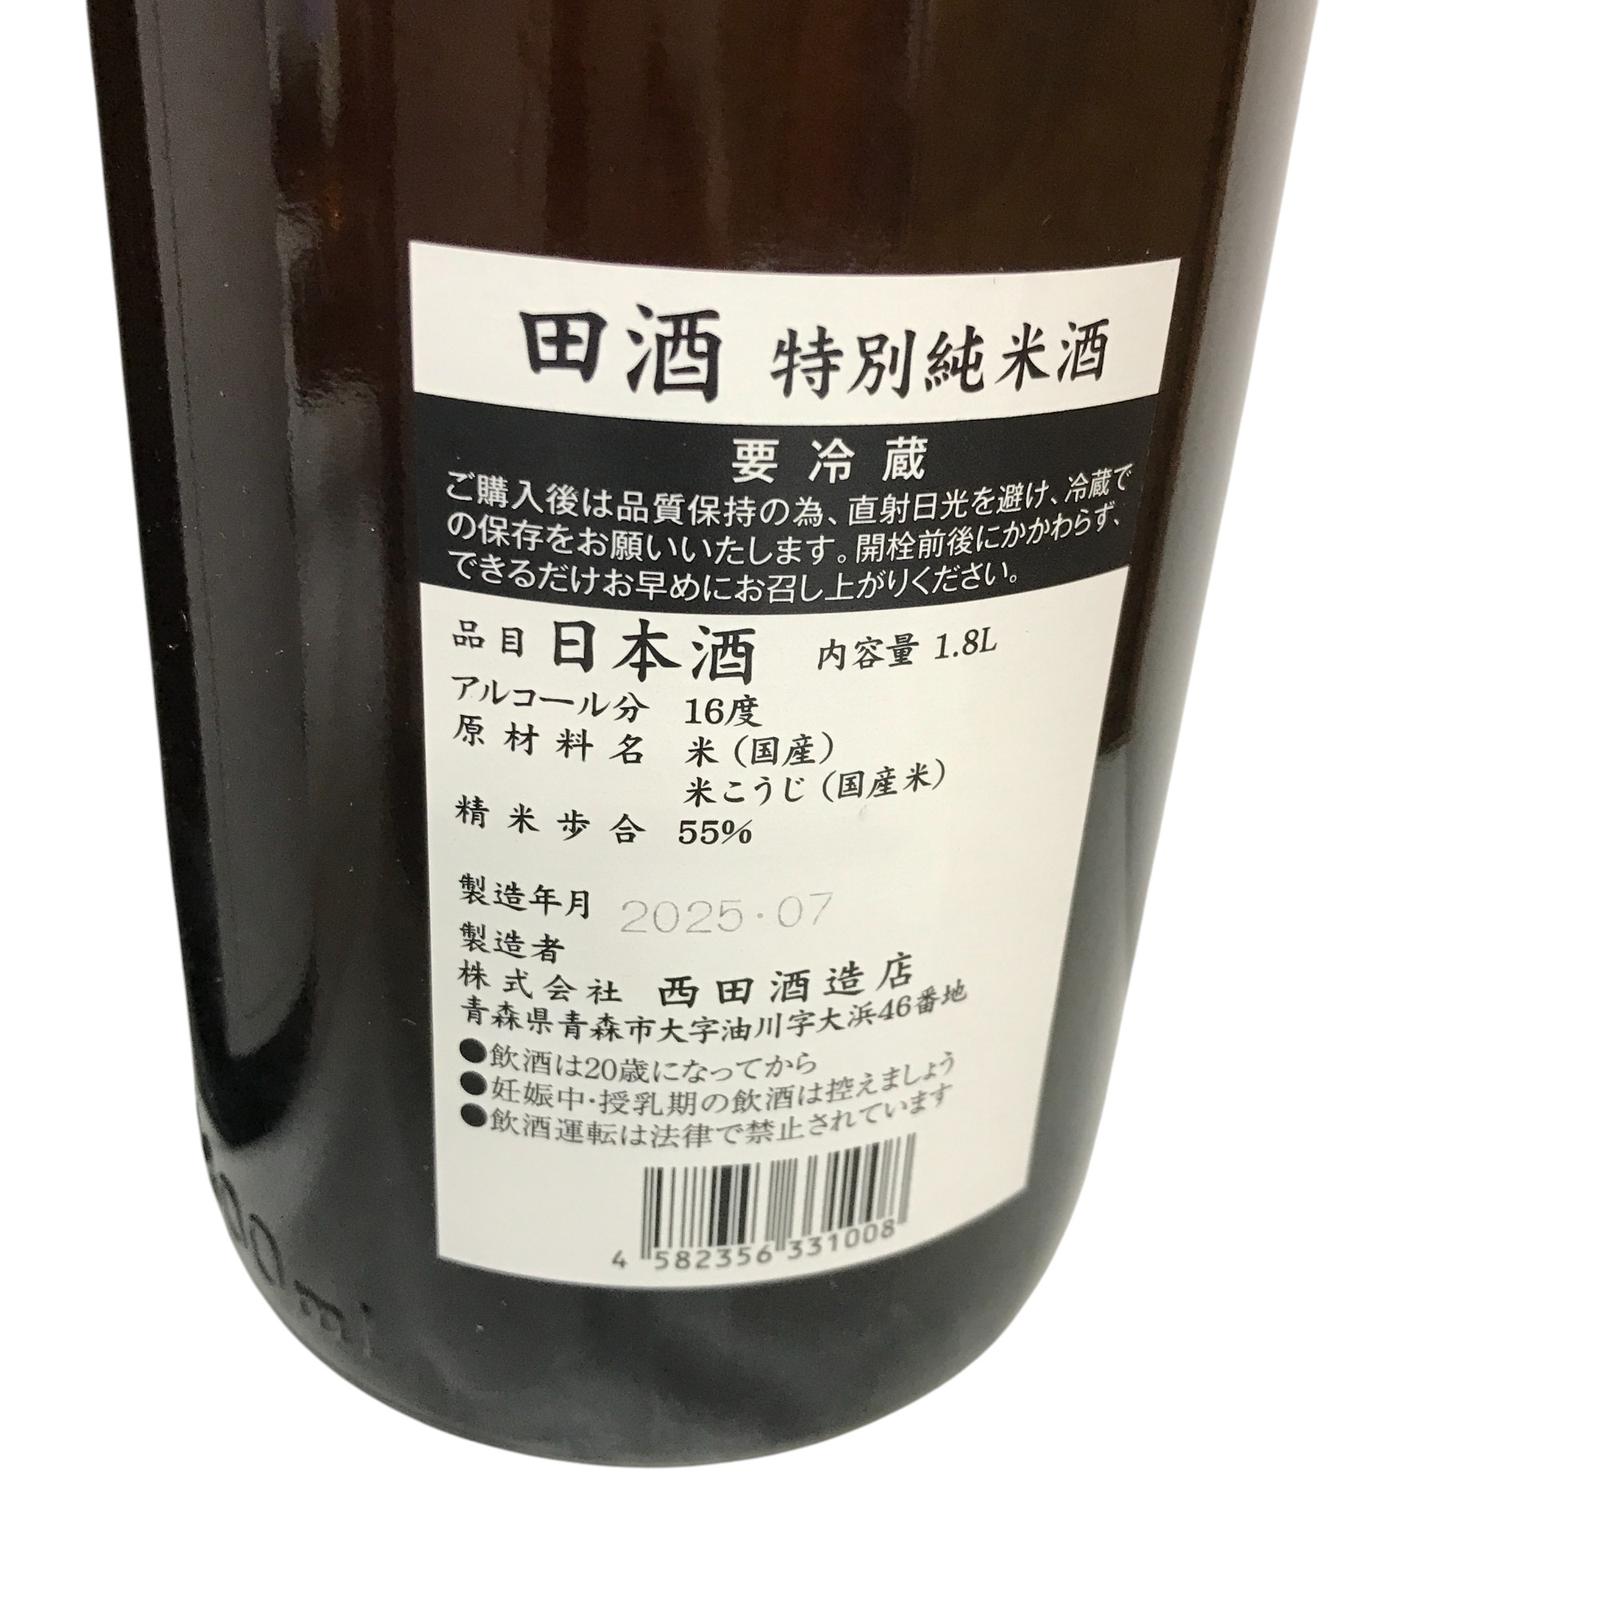 田酒 特別純米酒
要冷蔵
ご購入後は品質保持の為、直射日光を避け、冷蔵で
の保存をお願いいたします。開栓前後にかかわらず、
できるだけお早めにお召し上がりください。
品目 日本酒 内容量 1.8L
アルコール分 16度
原材料名 米（国産）
米こうじ（国産米）
精米歩合 55%
製造年月 2025・07
製造者
株式会社 西田酒造店
青森県青森市大字油川字大浜46番地
●飲酒は20歳になってから
●妊娠中・授乳期の飲酒は控えましょう
●飲酒運転は法律で禁止されています
4 582356 331008